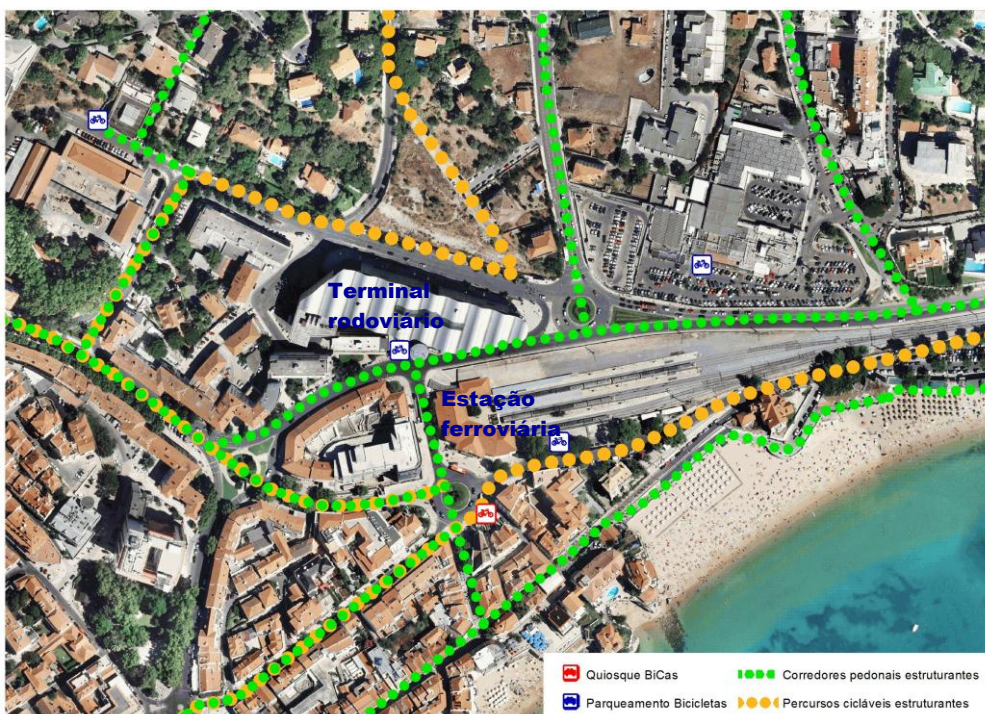 Terminal
rodoviário
Estação
ferroviária
Quiosque BiCas
Corredores pedonais estruturantes
Parqueamento Bicicletas
Percursos cicláveis estruturantes